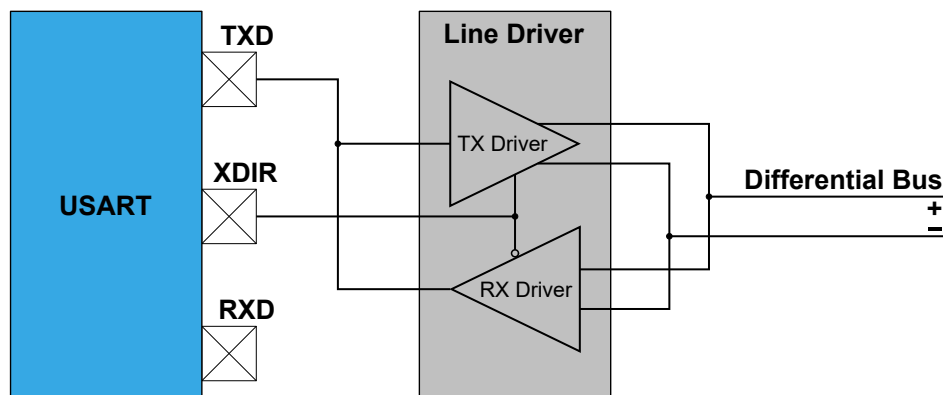 TXD
Line Driver
TX Driver
XDIR
Differential Bus
USART
+
−
RX Driver
RXD